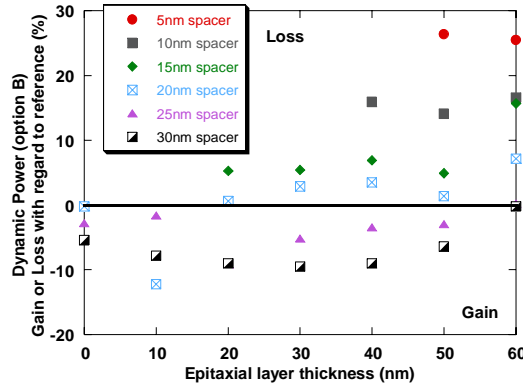 Dynamic Power (option B)
Gain or Loss with regard to reference (%)
30
20
10
0
-10
-20
5nm spacer
10nm spacer
15nm spacer
20nm spacer
25nm spacer
30nm spacer
Loss
Gain
0 10 20 30 40 50 60
Epitaxial layer thickness (nm)